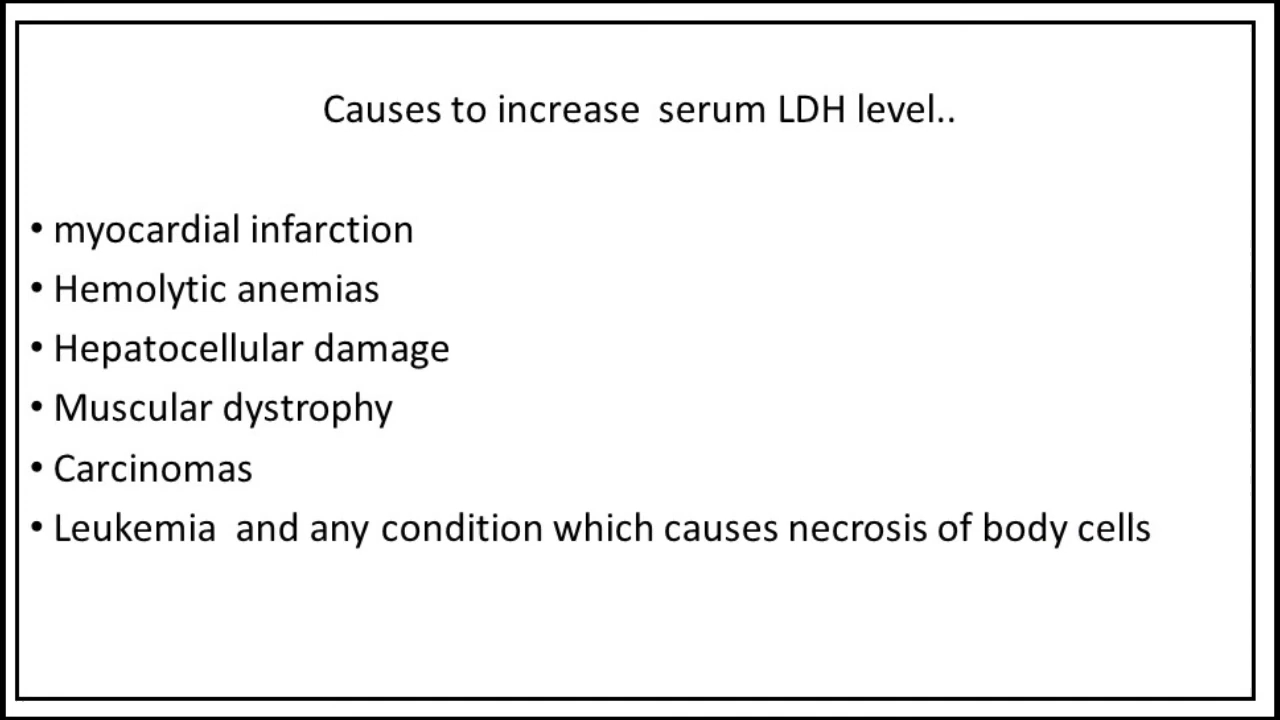 Causes to increase  serum LDH level..
• myocardial infarction
• Hemolytic anemias
• Hepatocellular damage
• Muscular dystrophy
• Carcinomas
• Leukemia  and any condition which causes necrosis of body cells